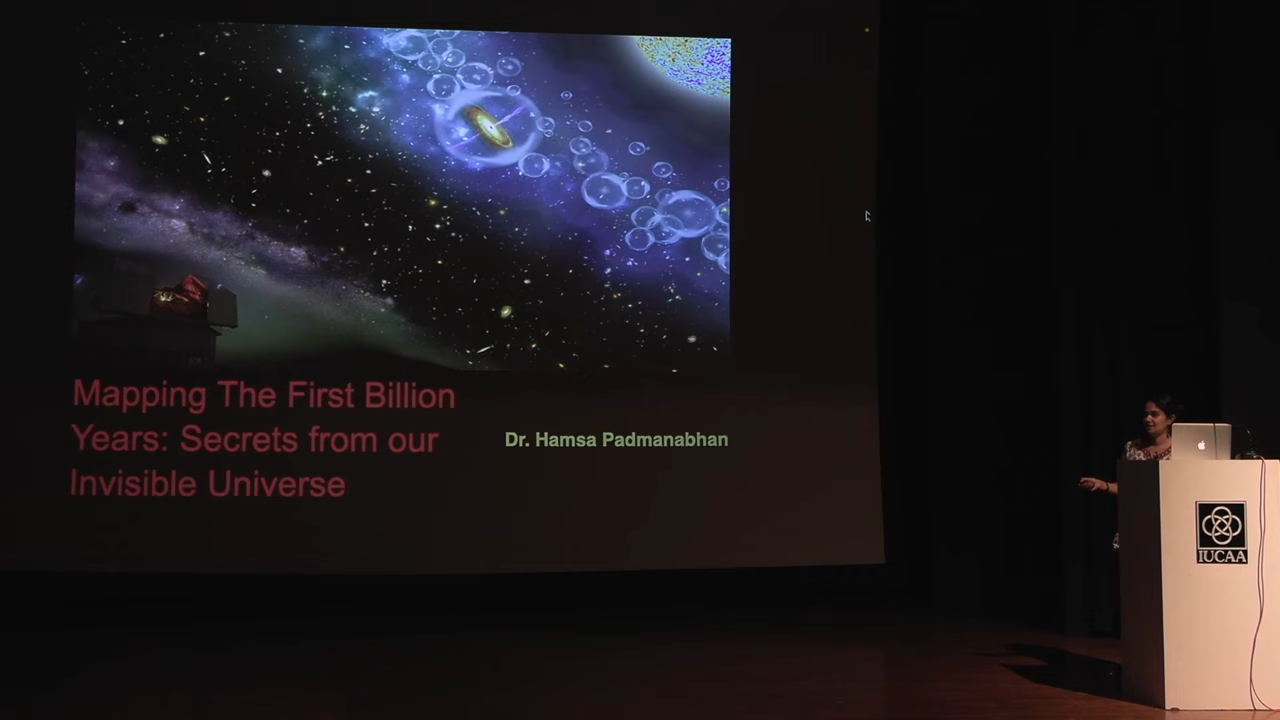 Mapping The First Billion
Years: Secrets from our
Invisible Universe
Dr. Hamsa Padmanabhan
IUCAA